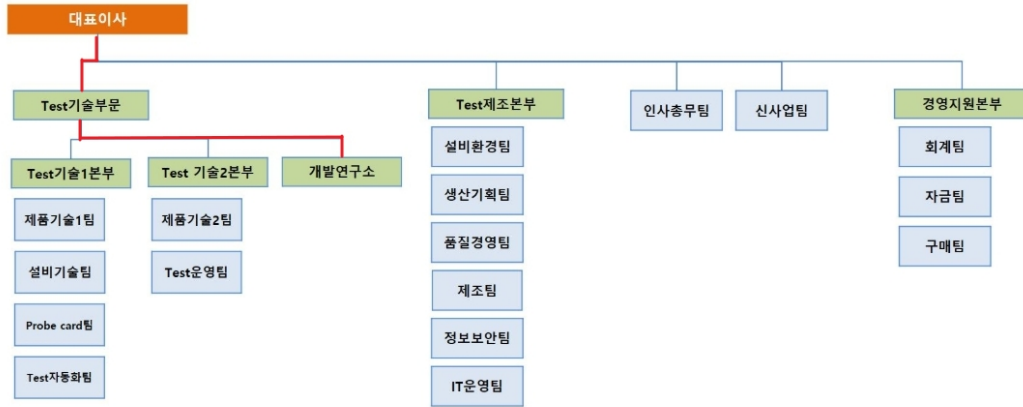 대표이사
Test기술부문
Test제조본부
인사총무팀
신사업팀
경영지원본부
Test기술1본부
Test 기술2본부
개발연구소
제품기술1팀
설비기술팀
Probe card팀
Test자동화팀
제품기술2팀
Test운영팀
설비환경팀
생산기획팀
품질경영팀
제조팀
정보보안팀
IT운영팀
회계팀
자금팀
구매팀